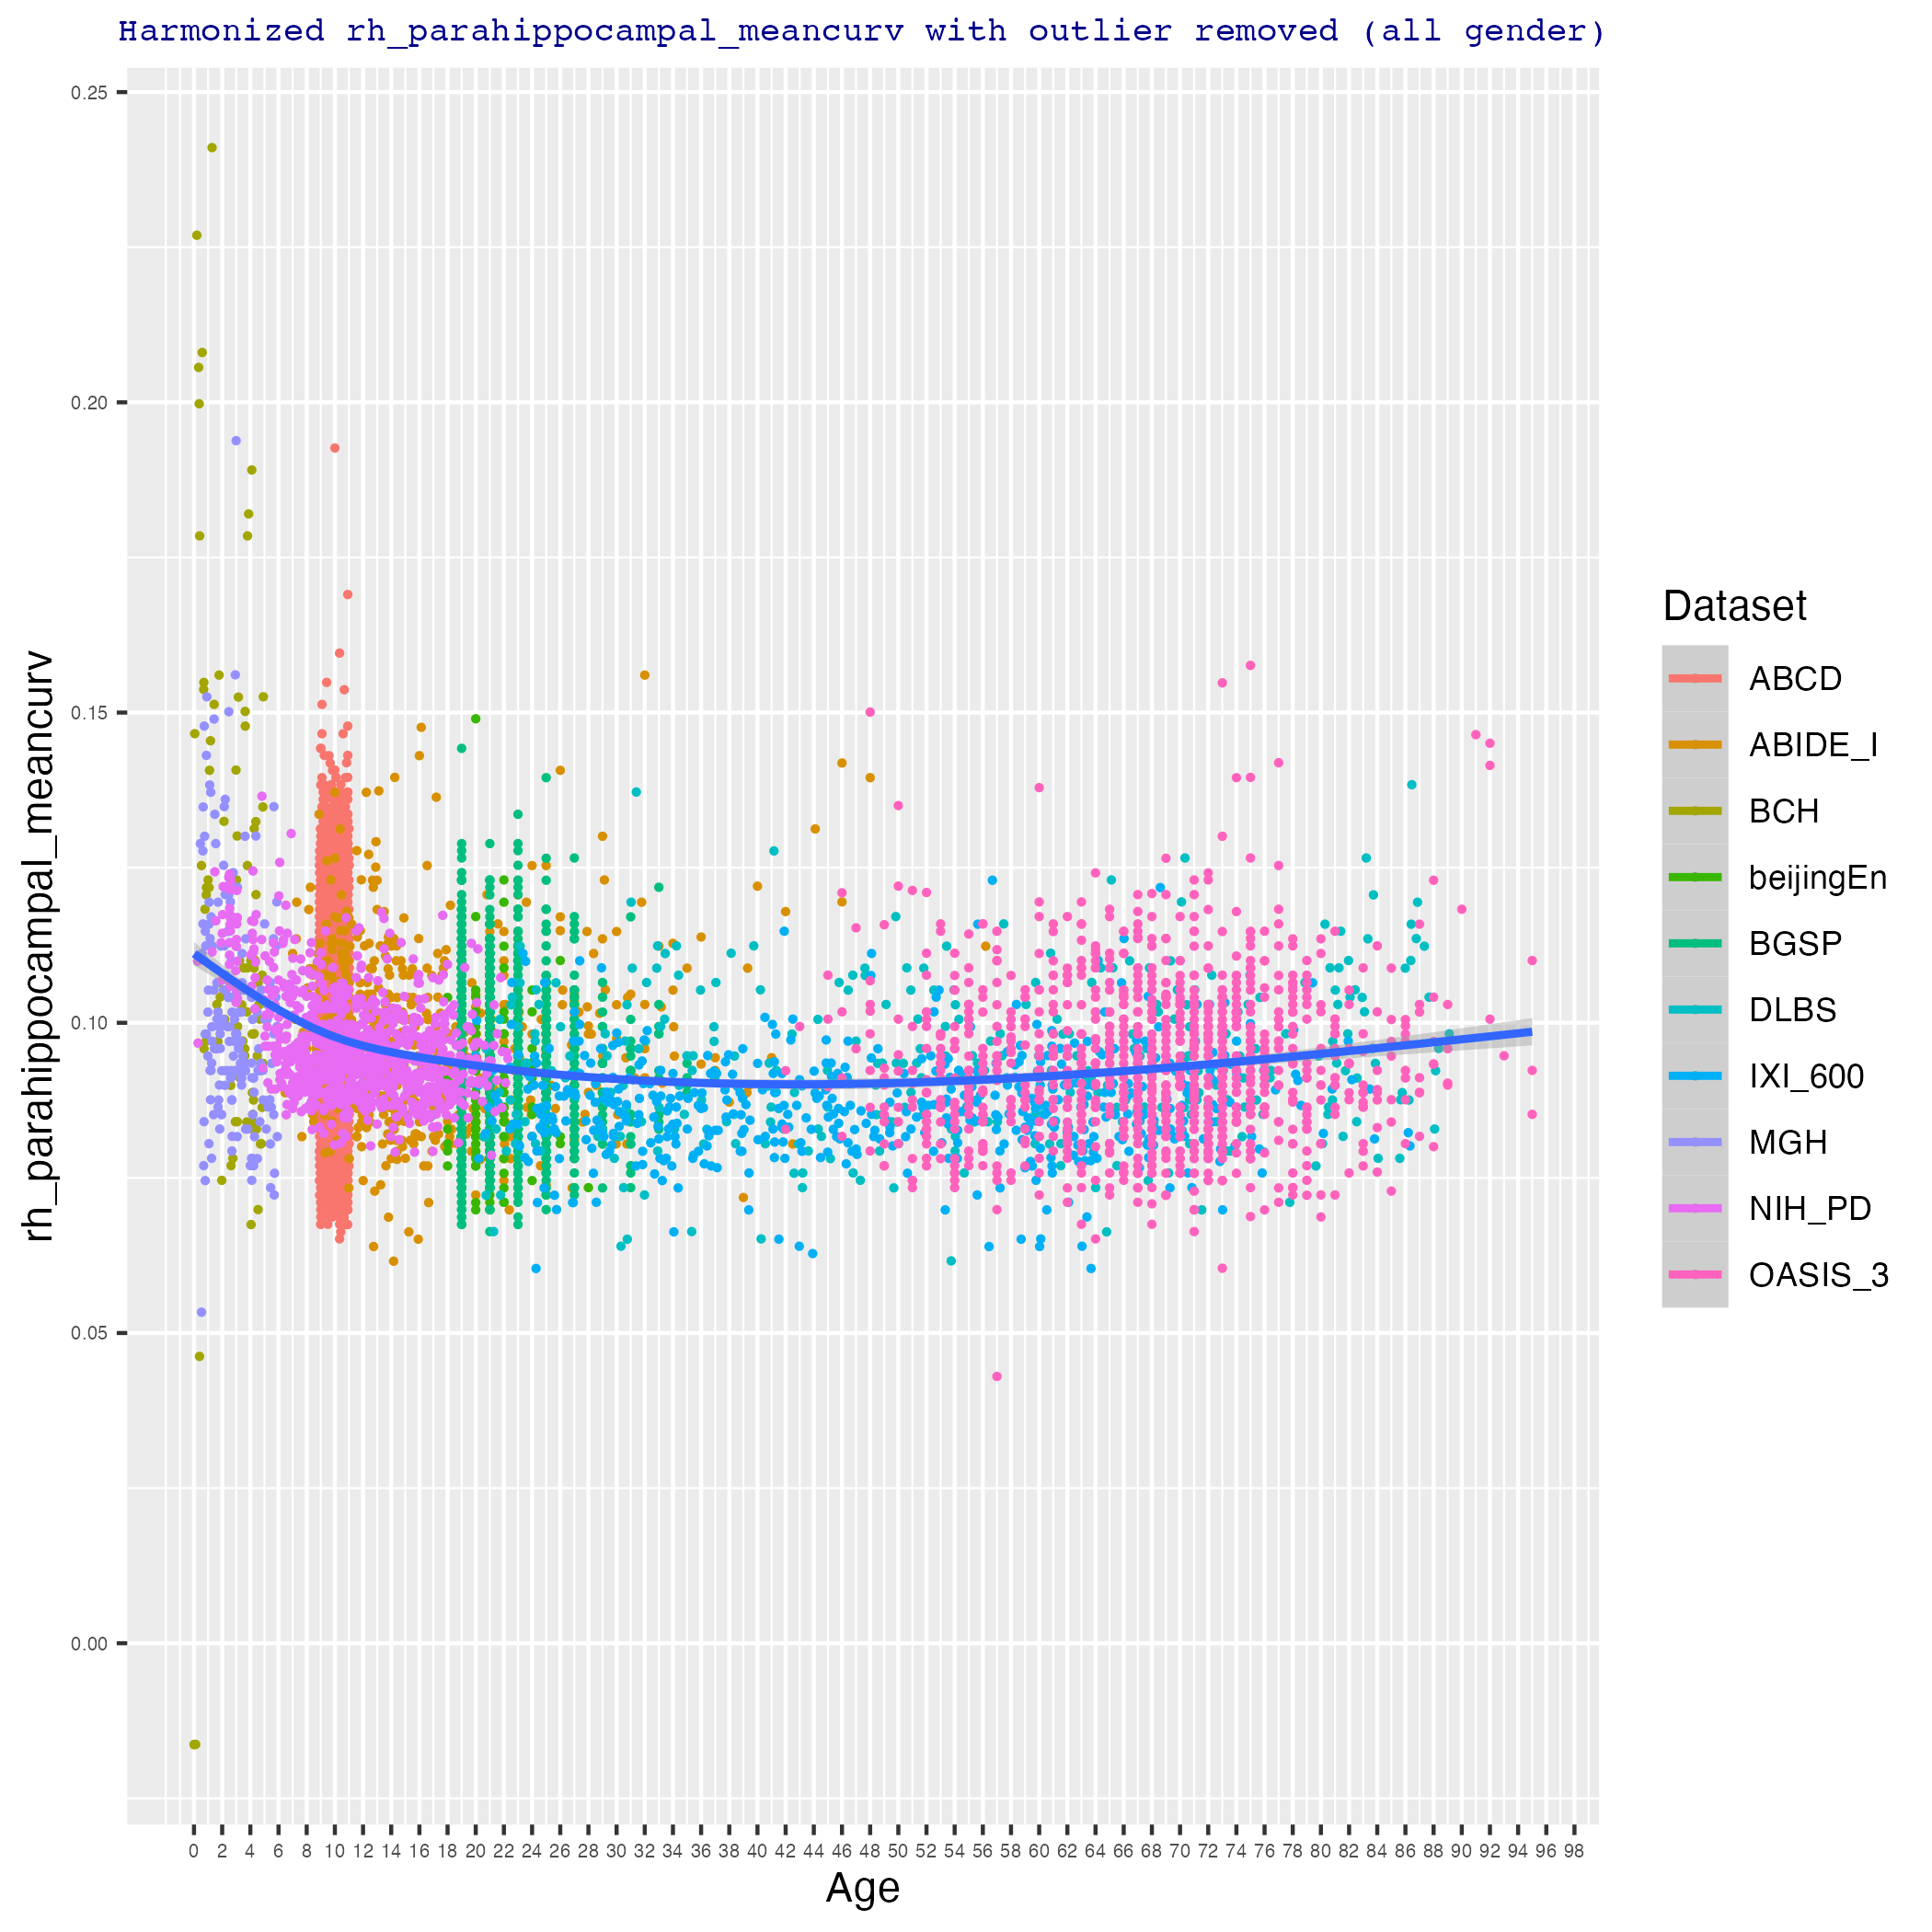 Harmonized rh_parahippocampal_meancurv with outlier removed (all gender)
rh_parahippocampal_meancurv
0.25
0.20
0.15
0.10
0.05
0.00
0 2 4 6 8 10 12 14 16 18 20 22 24 26 28 30 32 34 36 38 40 42 44 46 48 50 52 54 56 58 60 62 64 66 68 70 72 74 76 78 80 82 84 86 88 90 92 94 96 98
Age
Dataset
ABCD
ABIDE_I
BCH
beijingEn
BGSP
DLBS
IXI_600
MGH
NIH_PD
OASIS_3